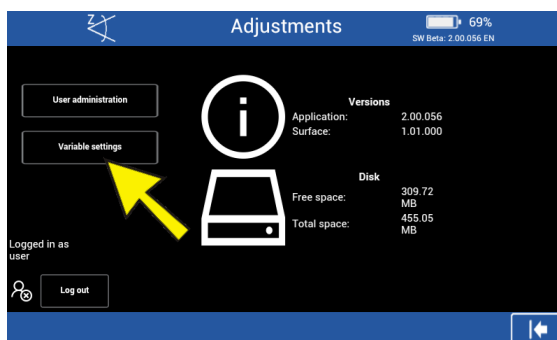 Z
Adjustments
69%
SW Beta: 2.00.056 EN
User administration
Variable settings
Versions
Application: 2.00.056
Surface: 1.01.000
Disk
Free space: 309.72 MB
Total space: 455.05 MB
Logged in as
user
Log out